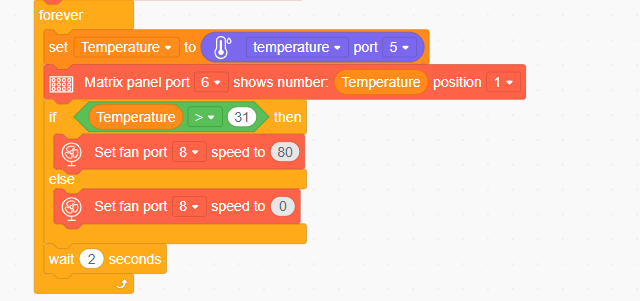 forever
set Temperature to temperature port 5
Matrix panel port 6 shows number: Temperature position 1
if Temperature > 31 then
Set fan port 8 speed to 80
else
Set fan port 8 speed to 0
wait 2 seconds